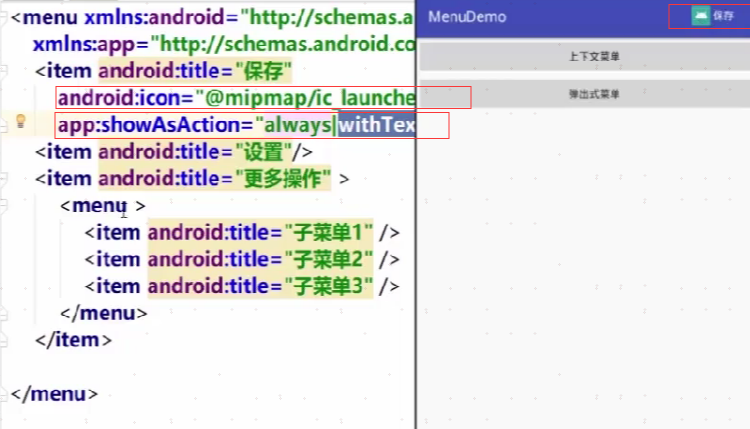 <menu xmlns:android="http://schemas.a
xmlns:app="http://schemas.android.co
<item android:title="保存"
android:icon="@mipmap/ic_launche
app:showAsAction="always|withTex
<item android:title="设置"/>
<item android:title="更多操作" >
<menu >
<item android:title="子菜单1" />
<item android:title="子菜单2" />
<item android:title="子菜单3" />
</menu>
</item>
</menu>
MenuDemo
保存
上下文菜单
弹出式菜单